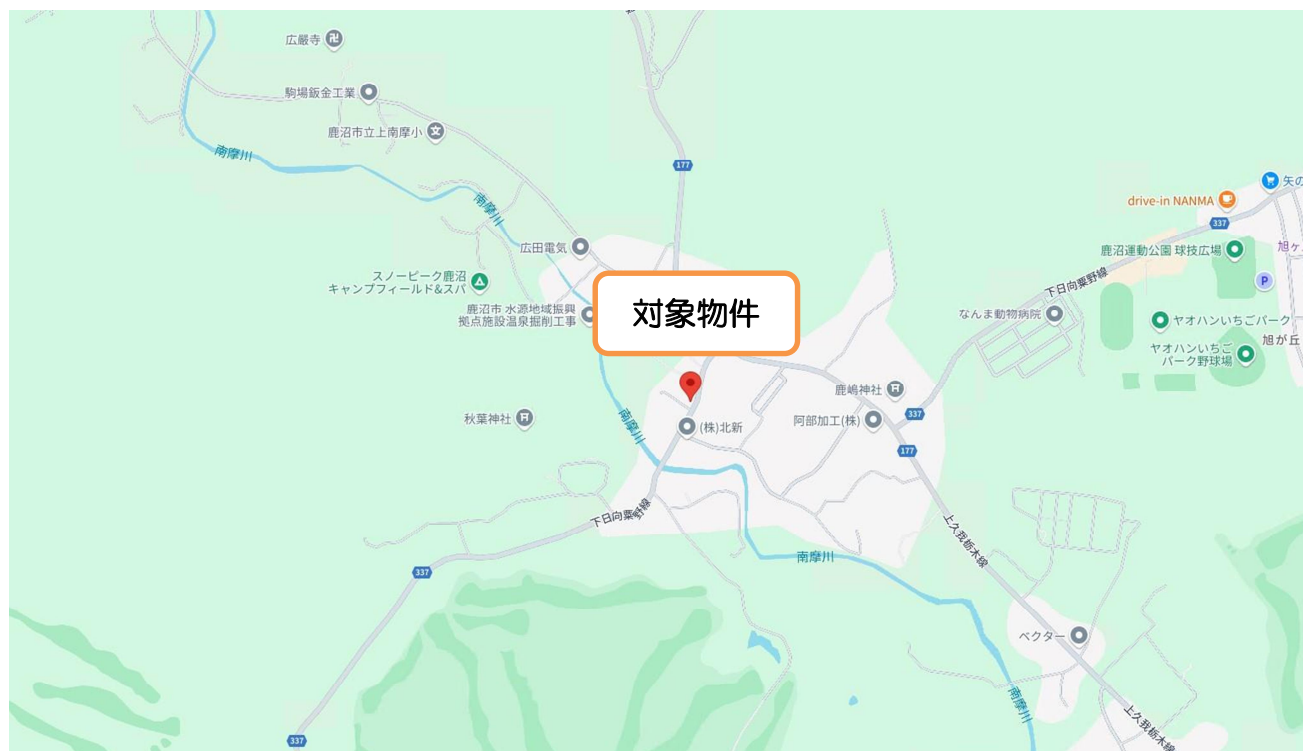 広厳寺
駒場鈑金工業
鹿沼市立上南摩小
南摩川
177
南摩川
drive-in NANMA
矢の
337
広田電気
鹿沼運動公園 球技広場
旭ヶ
スノーピーク鹿沼
キャンプフィールド&スパ
下日向粟野線
P
鹿沼市 水源地域振興
拠点施設温泉掘削工事
対象物件
なんま動物病院
ヤオハンいちごパーク
旭が丘
ヤオハンいちご
パーク野球場
鹿嶋神社
秋葉神社
南摩川
(株)北新
阿部加工(株)
337
177
下日向粟野線
上久我栃木線
南摩川
337
ベクター
南摩川
上久我栃木線
337